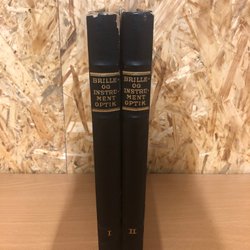 BRILLE-
OG
INSTRU-
MENT
OPTIK
I
BRILLE-
OG
INSTRU-
MENT
OPTIK
II